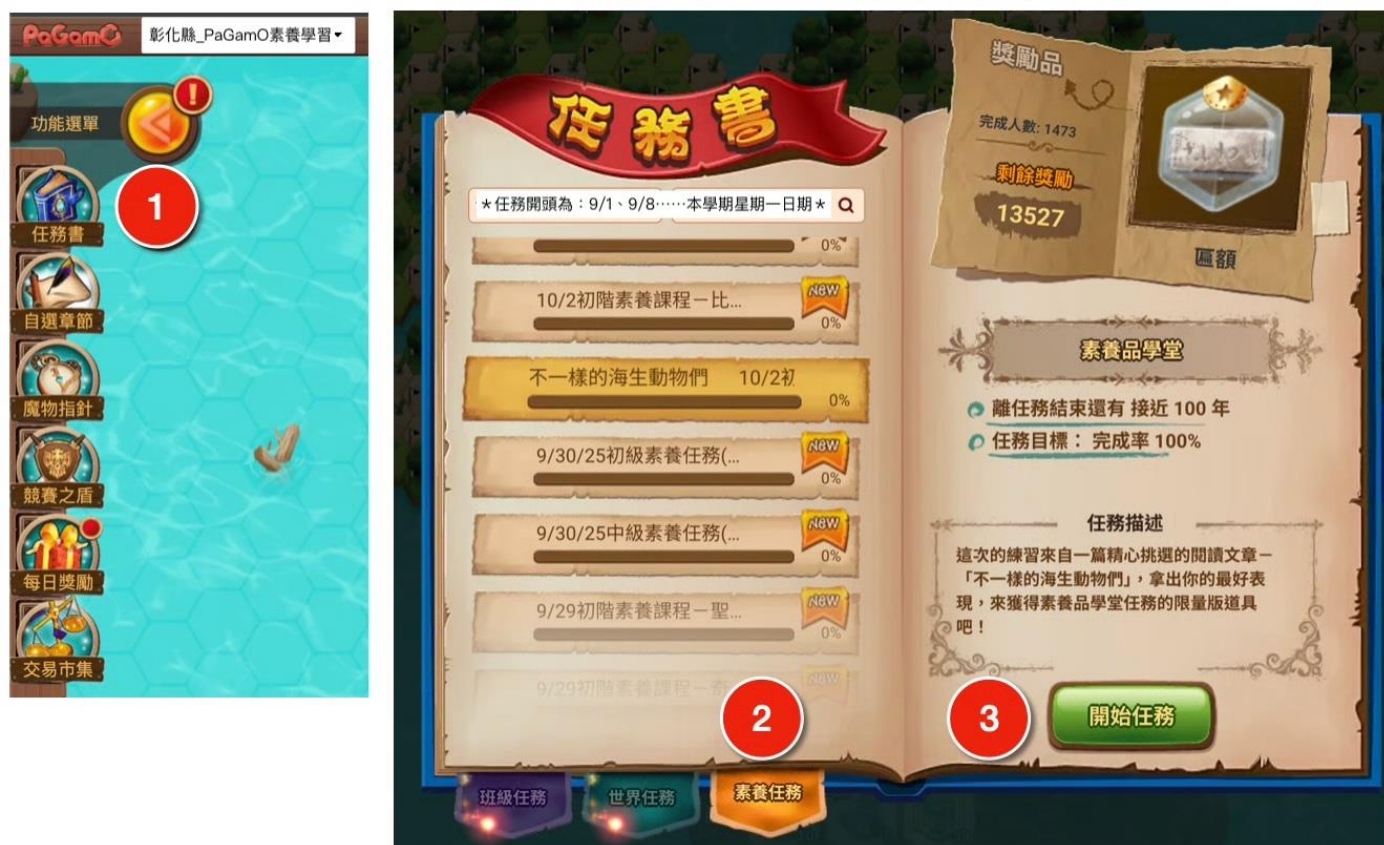 PaGamO
彰化縣_PaGamO素養學習
功能選單
!
1
任務書
自選章節
魔物指針
競賽之盾
每日獎勵
交易市集
任務書
*任務開頭為：9/1、9/8⋯⋯本學期星期一日期*
0%
10/2初階素養課程－比...
New
0%
不一樣的海生動物們 10/2初
0%
9/30/25初級素養任務(...
New
0%
9/30/25中級素養任務(...
New
0%
9/29初階素養課程－聖...
New
0%
9/29初階素養課程－奇
New
2
班級任務
世界任務
素養任務
獎勵品
完成人數: 1473
剩餘獎勵
13527
匾額
素養品學堂
離任務結束還有 接近 100 年
任務目標： 完成率 100%
任務描述
這次的練習來自一篇精心挑選的閱讀文章－
「不一樣的海生動物們」，拿出你的最好表
現，來獲得素養品學堂任務的限量版道具
吧！
3
開始任務